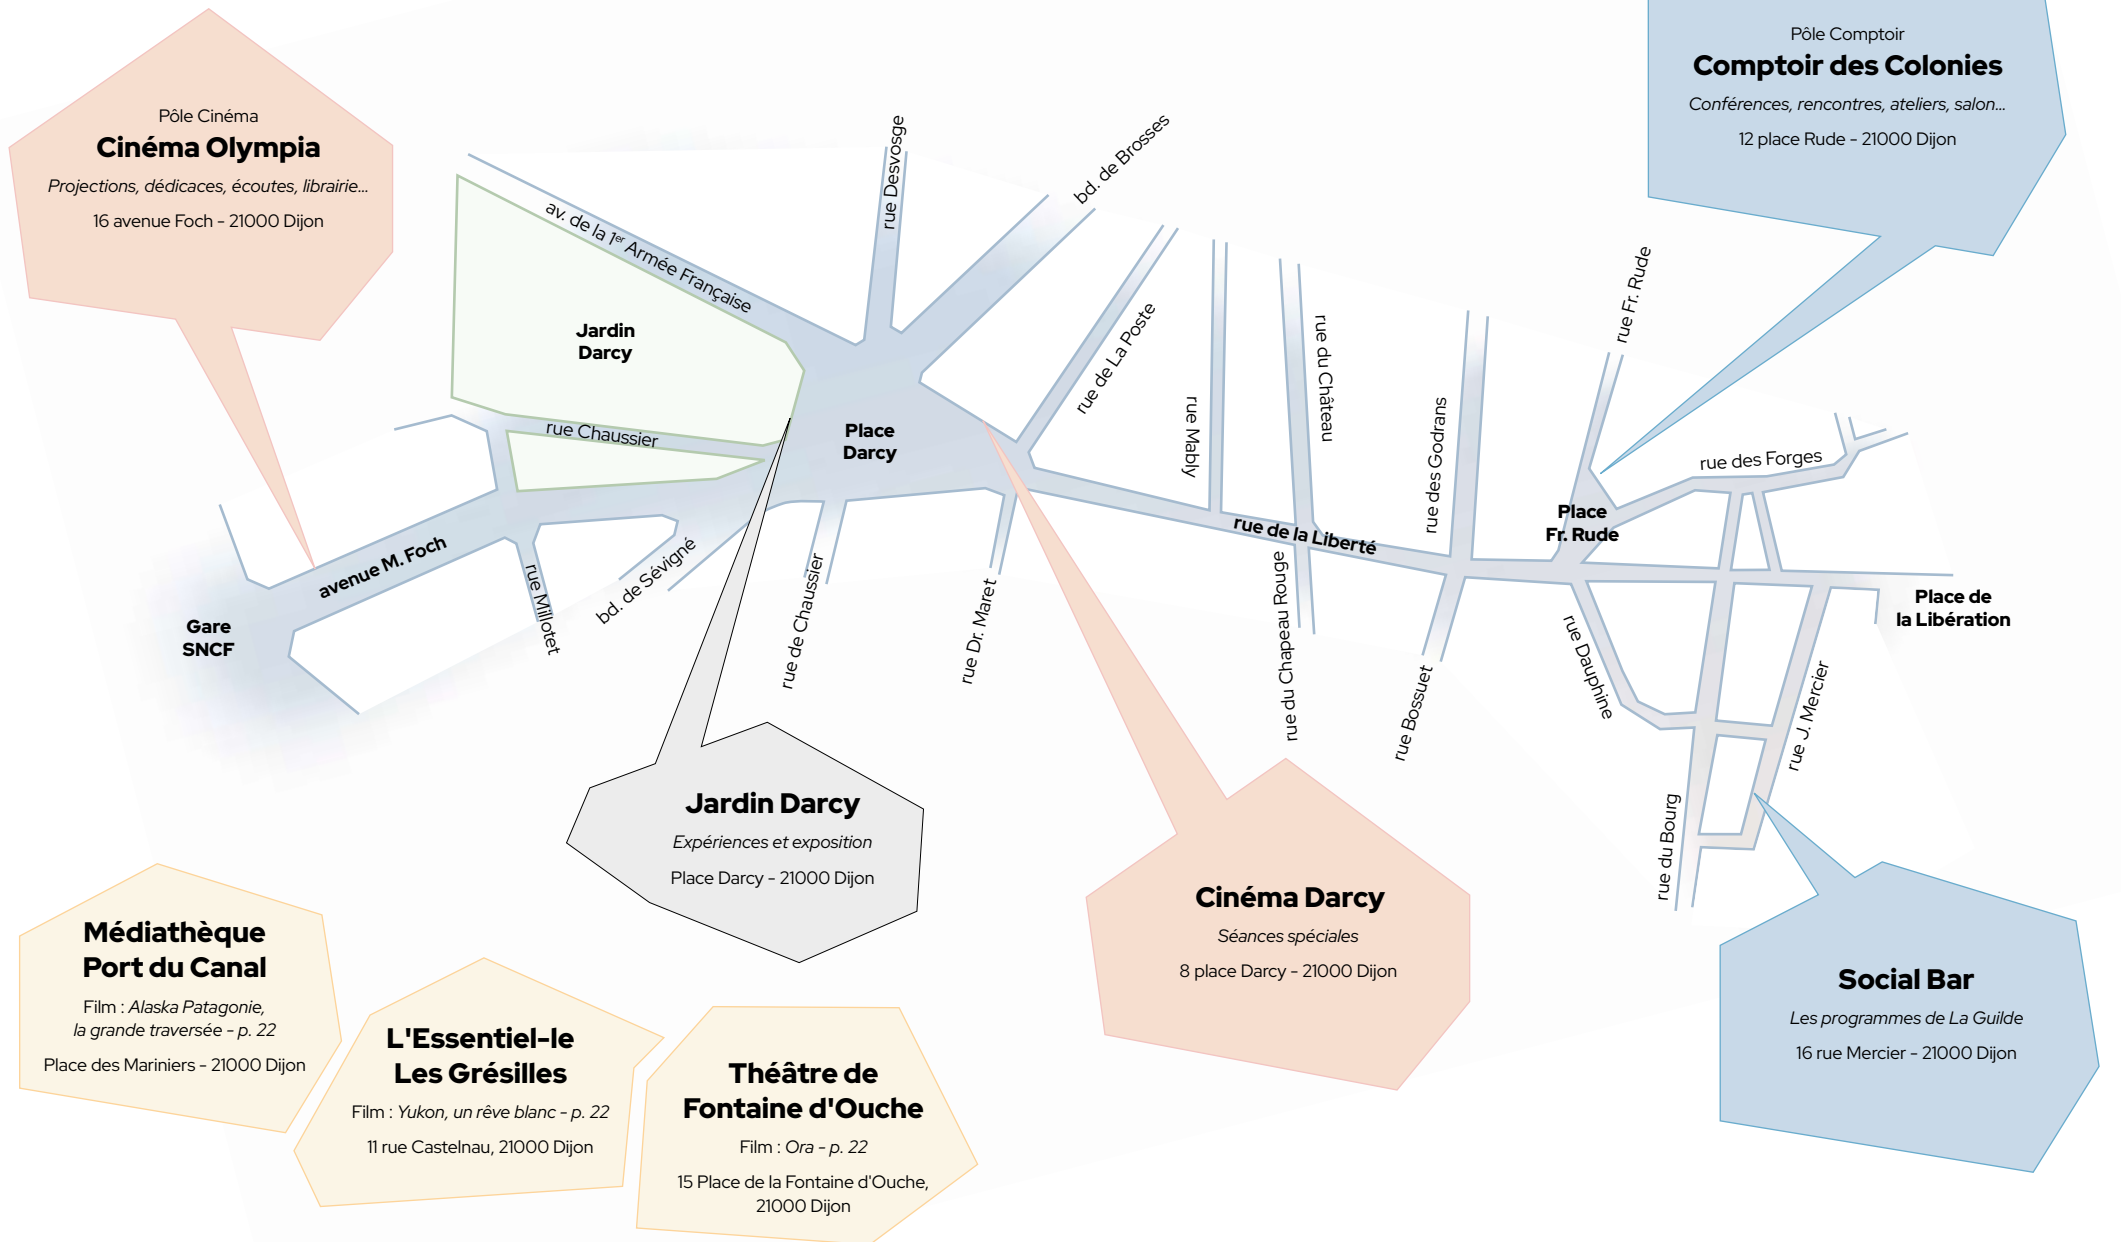 Pôle Cinéma
Cinéma Olympia
Projections, dédicaces, écoutes, librairie...
16 avenue Foch - 21000 Dijon
Pôle Comptoir
Comptoir des Colonies
Conférences, rencontres, ateliers, salon...
12 place Rude - 21000 Dijon
av. de la 1er Armée Française
rue Desvosge
bd. de Brosses
Jardin
Darcy
rue Chaussier
Place
Darcy
rue de La Poste
rue Mably
rue du Château
rue des Godrans
rue Fr. Rude
rue des Forges
Place
Fr. Rude
rue de la Liberté
avenue M. Foch
Gare
SNCF
rue Millotet
bd. de Sévigné
rue de Chaussier
rue Dr. Maret
rue du Chapeau Rouge
rue Bossuet
rue Dauphine
Place de
la Libération
rue J. Mercier
rue du Bourg
Jardin Darcy
Expériences et exposition
Place Darcy - 21000 Dijon
Cinéma Darcy
Séances spéciales
8 place Darcy - 21000 Dijon
Social Bar
Les programmes de La Guilde
16 rue Mercier - 21000 Dijon
Médiathèque
Port du Canal
Film : Alaska Patagonie,
la grande traversée - p. 22
Place des Mariniers - 21000 Dijon
L'Essentiel-le
Les Grésilles
Film : Yukon, un rêve blanc - p. 22
11 rue Castelnau, 21000 Dijon
Théâtre de
Fontaine d'Ouche
Film : Ora - p. 22
15 Place de la Fontaine d'Ouche,
21000 Dijon